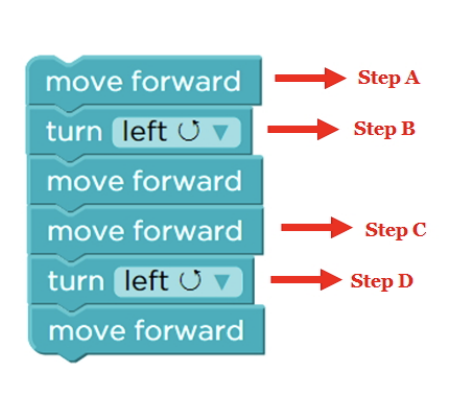 move forward Step A
turn left Step B
move forward
move forward Step C
turn left Step D
move forward